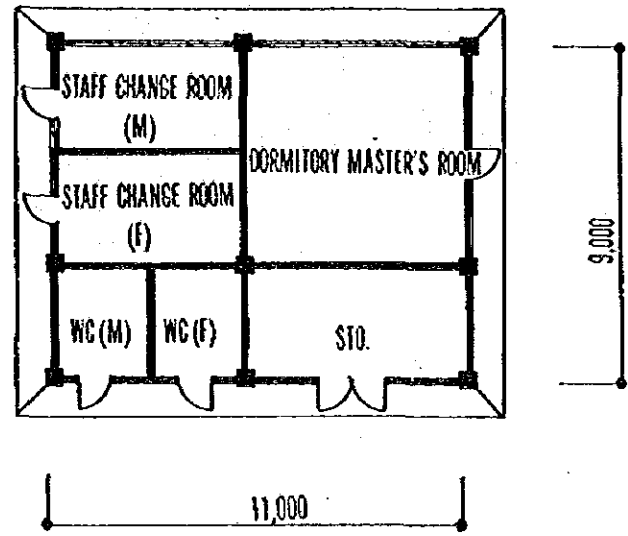 STAFF CHANGE ROOM
(M)
DORMITORY MASTER'S ROOM
STAFF CHANGE ROOM
(F)
WC (M)
WC (F)
STO.
9,000
11,000